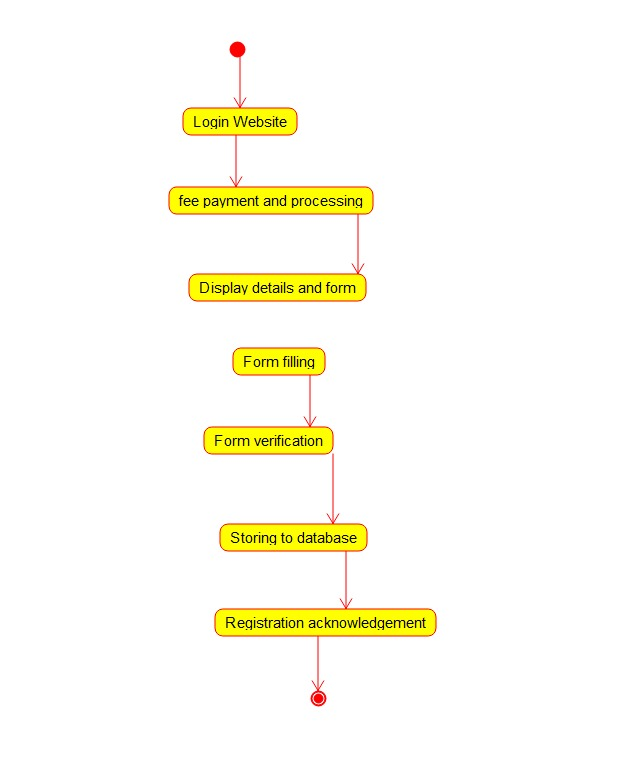 Login Website
fee payment and processing
Display details and form
Form filling
Form verification
Storing to database
Registration acknowledgement